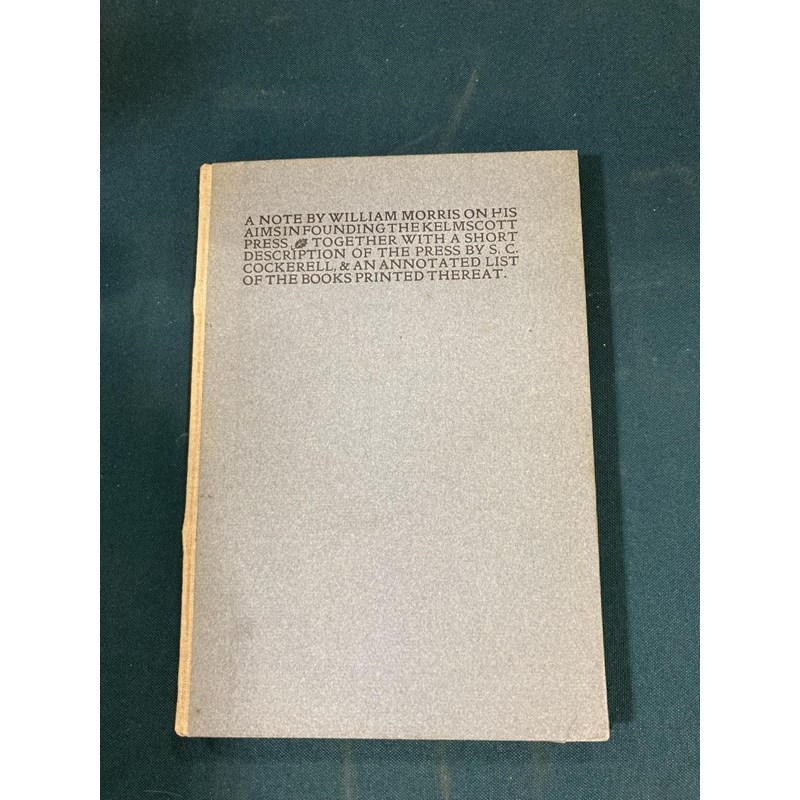 A NOTE BY WILLIAM MORRIS ON HIS
AIMS IN FOUNDING THE KELMSCOTT
PRESS, TOGETHER WITH A SHORT
DESCRIPTION OF THE PRESS BY S. C.
COCKERELL, & AN ANNOTATED LIST
OF THE BOOKS PRINTED THEREAT.